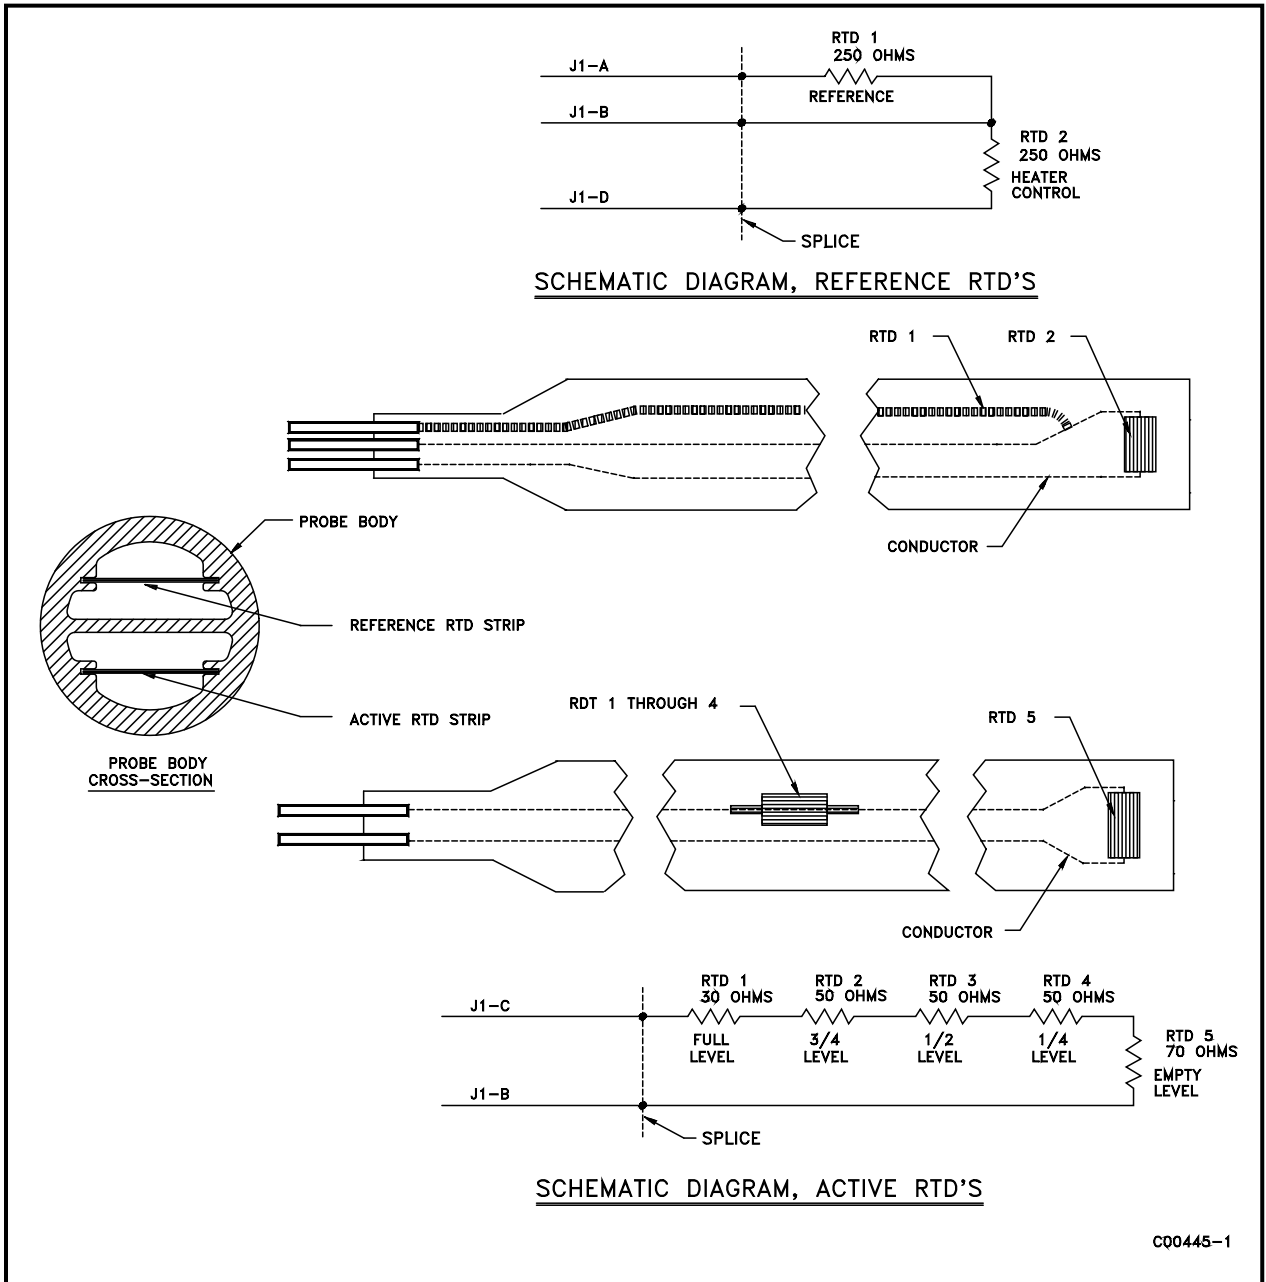 RTD 1
250 OHMS
J1-A
REFERENCE
J1-B
RTD 2
250 OHMS
HEATER
CONTROL
J1-D
SPLICE
SCHEMATIC DIAGRAM, REFERENCE RTD'S
RTD 1
RTD 2
CONDUCTOR
PROBE BODY
REFERENCE RTD STRIP
ACTIVE RTD STRIP
PROBE BODY
CROSS-SECTION
RDT 1 THROUGH 4
RTD 5
CONDUCTOR
J1-C
RTD 1
30 OHMS
FULL
LEVEL
RTD 2
50 OHMS
3/4
LEVEL
RTD 3
50 OHMS
1/2
LEVEL
RTD 4
50 OHMS
1/4
LEVEL
RTD 5
70 OHMS
EMPTY
LEVEL
J1-B
SPLICE
SCHEMATIC DIAGRAM, ACTIVE RTD'S
C00445-1